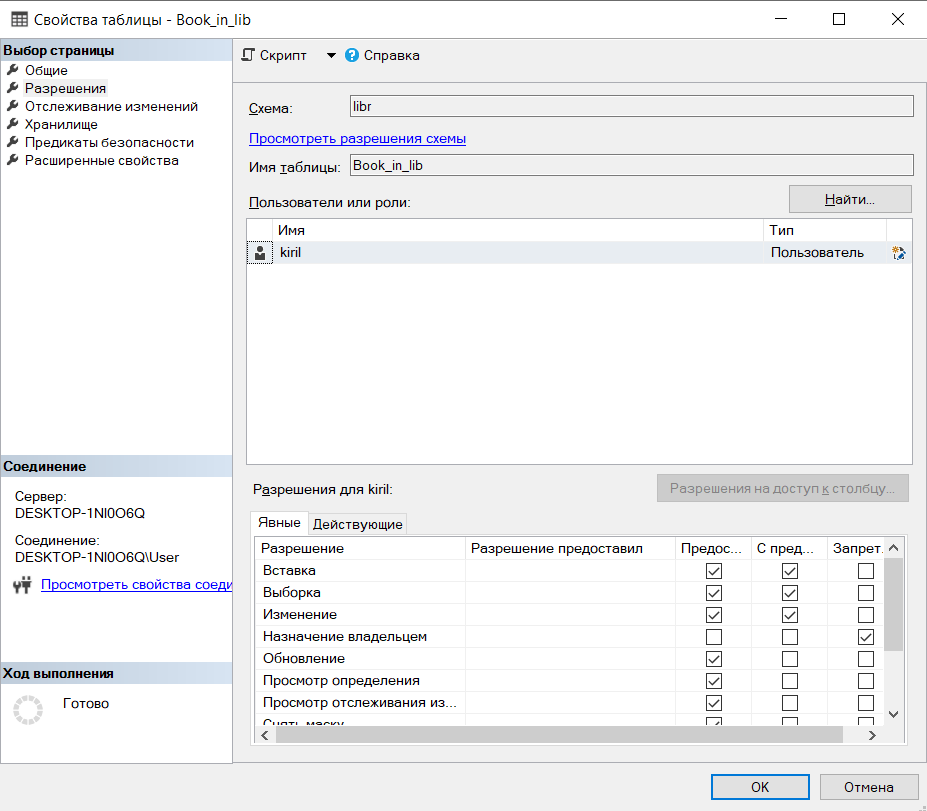 Свойства таблицы - Book_in_lib
Выбор страницы
Общие
Разрешения
Отслеживание изменений
Хранилище
Предикаты безопасности
Расширенные свойства
Скрипт
Справка
Схема: libr
Просмотреть разрешения схемы
Имя таблицы: Book_in_lib
Пользователи или роли:
Найти...
Имя Тип
kiril Пользователь
Соединение
Сервер:
DESKTOP-1NI0O6Q
Соединение:
DESKTOP-1NI0O6Q\User
Просмотреть свойства соеди
Ход выполнения
Готово
Разрешения для kiril:
Разрешения на доступ к столбцу...
Явные Действующие
Разрешение Разрешение предоставил Предос... С пред... Запрет.
Вставка
Выборка
Изменение
Назначение владельцем
Обновление
Просмотр определения
Просмотр отслеживания из...
Снять маску
OK
Отмена